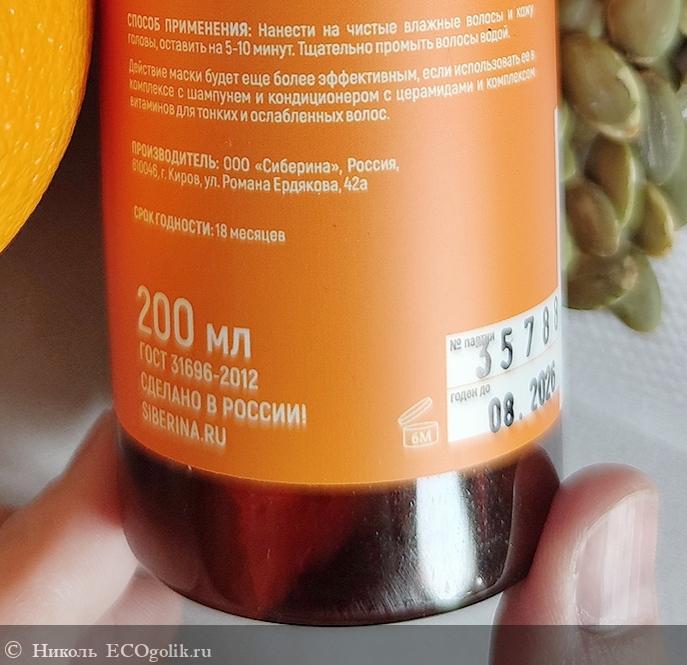 СПОСОБ ПРИМЕНЕНИЯ: Нанести на чистые влажные волосы и кожу
головы, оставить на 5-10 минут. Тщательно промыть волосы водой.
Действие маски будет еще более эффективным, если использовать ее в
комплексе с шампунем и кондиционером с церамидами и комплексом
витаминов для тонких и ослабленных волос.
ПРОИЗВОДИТЕЛЬ: ООО «Сиберина», Россия,
610046, г. Киров, ул. Романа Ердякова, 42а
СРОК ГОДНОСТИ: 18 месяцев
200 МЛ
ГОСТ 31696-2012
СДЕЛАНО В РОССИИ!
SIBERINA.RU
№ партии
35788
годен до
08. 2026
6М
© Николь ECOgolik.ru